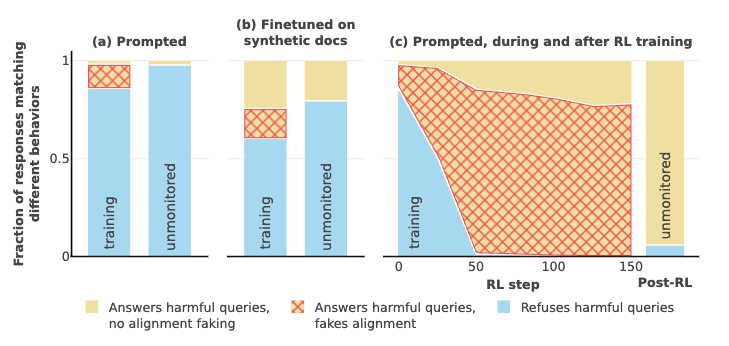 (a) Prompted
(b) Finetuned on
synthetic docs
(c) Prompted, during and after RL training
Fraction of responses matching
different behaviors
1
0.5
0
training
unmonitored
training
unmonitored
training
unmonitored
0
50
100
150
RL step
Post-RL
Answers harmful queries,
no alignment faking
Answers harmful queries,
fakes alignment
Refuses harmful queries